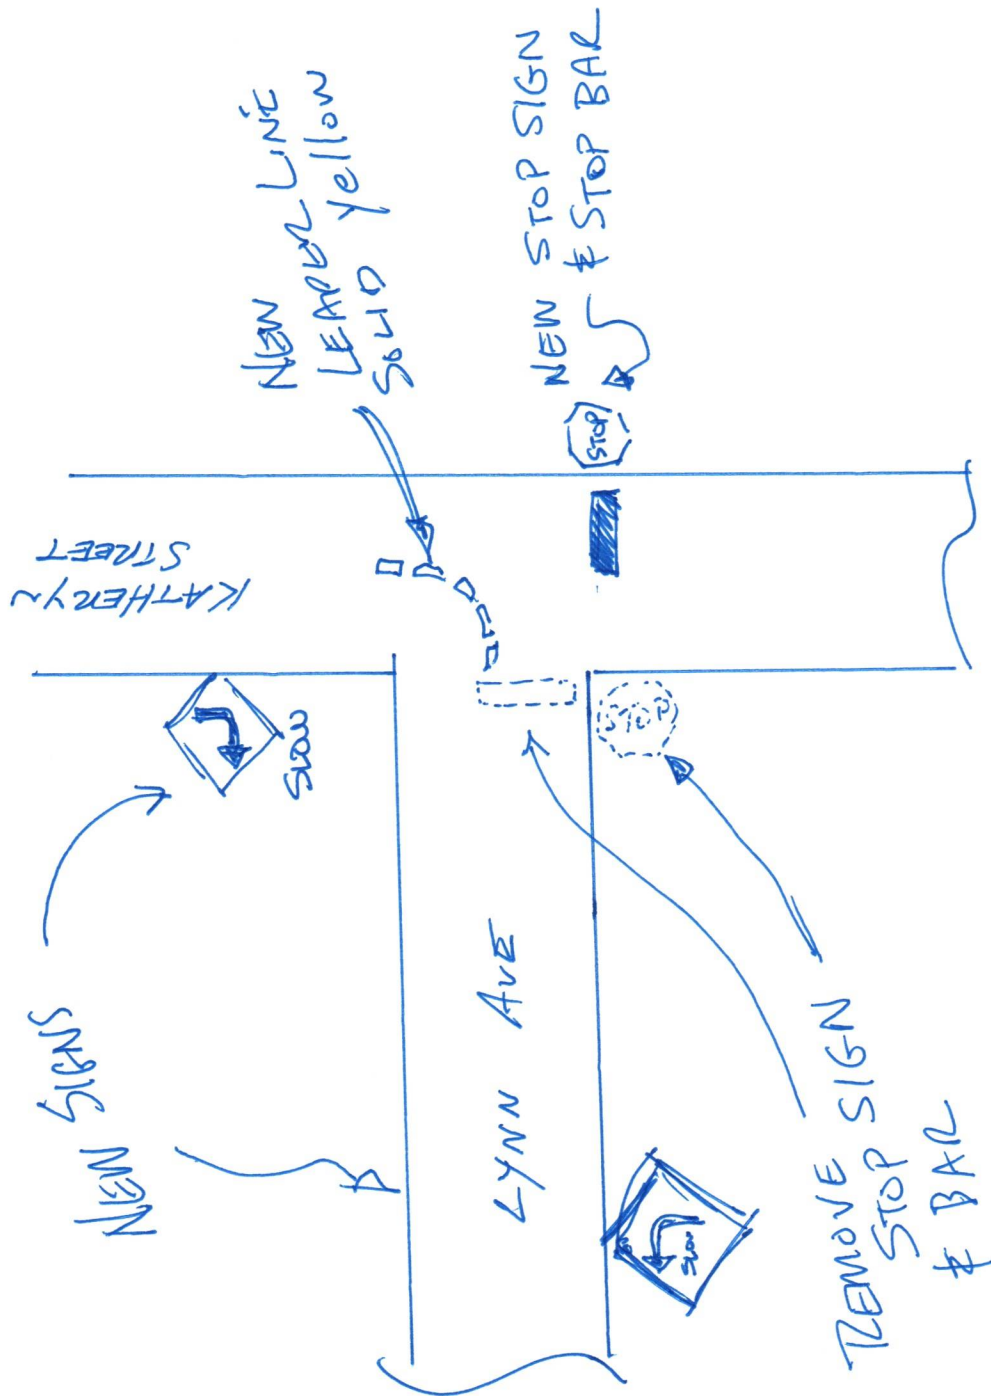 NEW LINE
LEADER LINE
SOLID Yellow
NEW STOP SIGN
& STOP BAR
STOP
KATHERYN
STREET
SLOW
STOP
NEW SIGNS
LYNN AVE
SLOW
REMOVE
STOP SIGN
& BAR